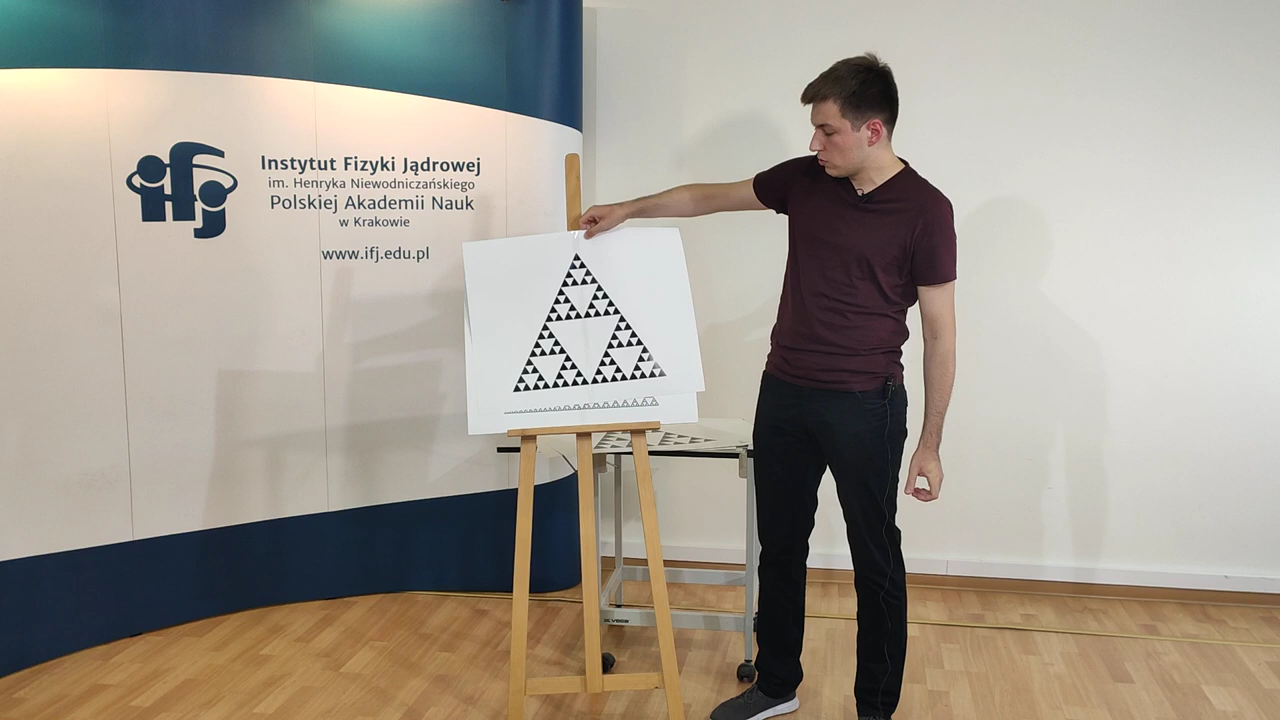 ifj
Instytut Fizyki Jądrowej
im. Henryka Niewodniczańskiego
Polskiej Akademii Nauk
w Krakowie
www.ifj.edu.pl